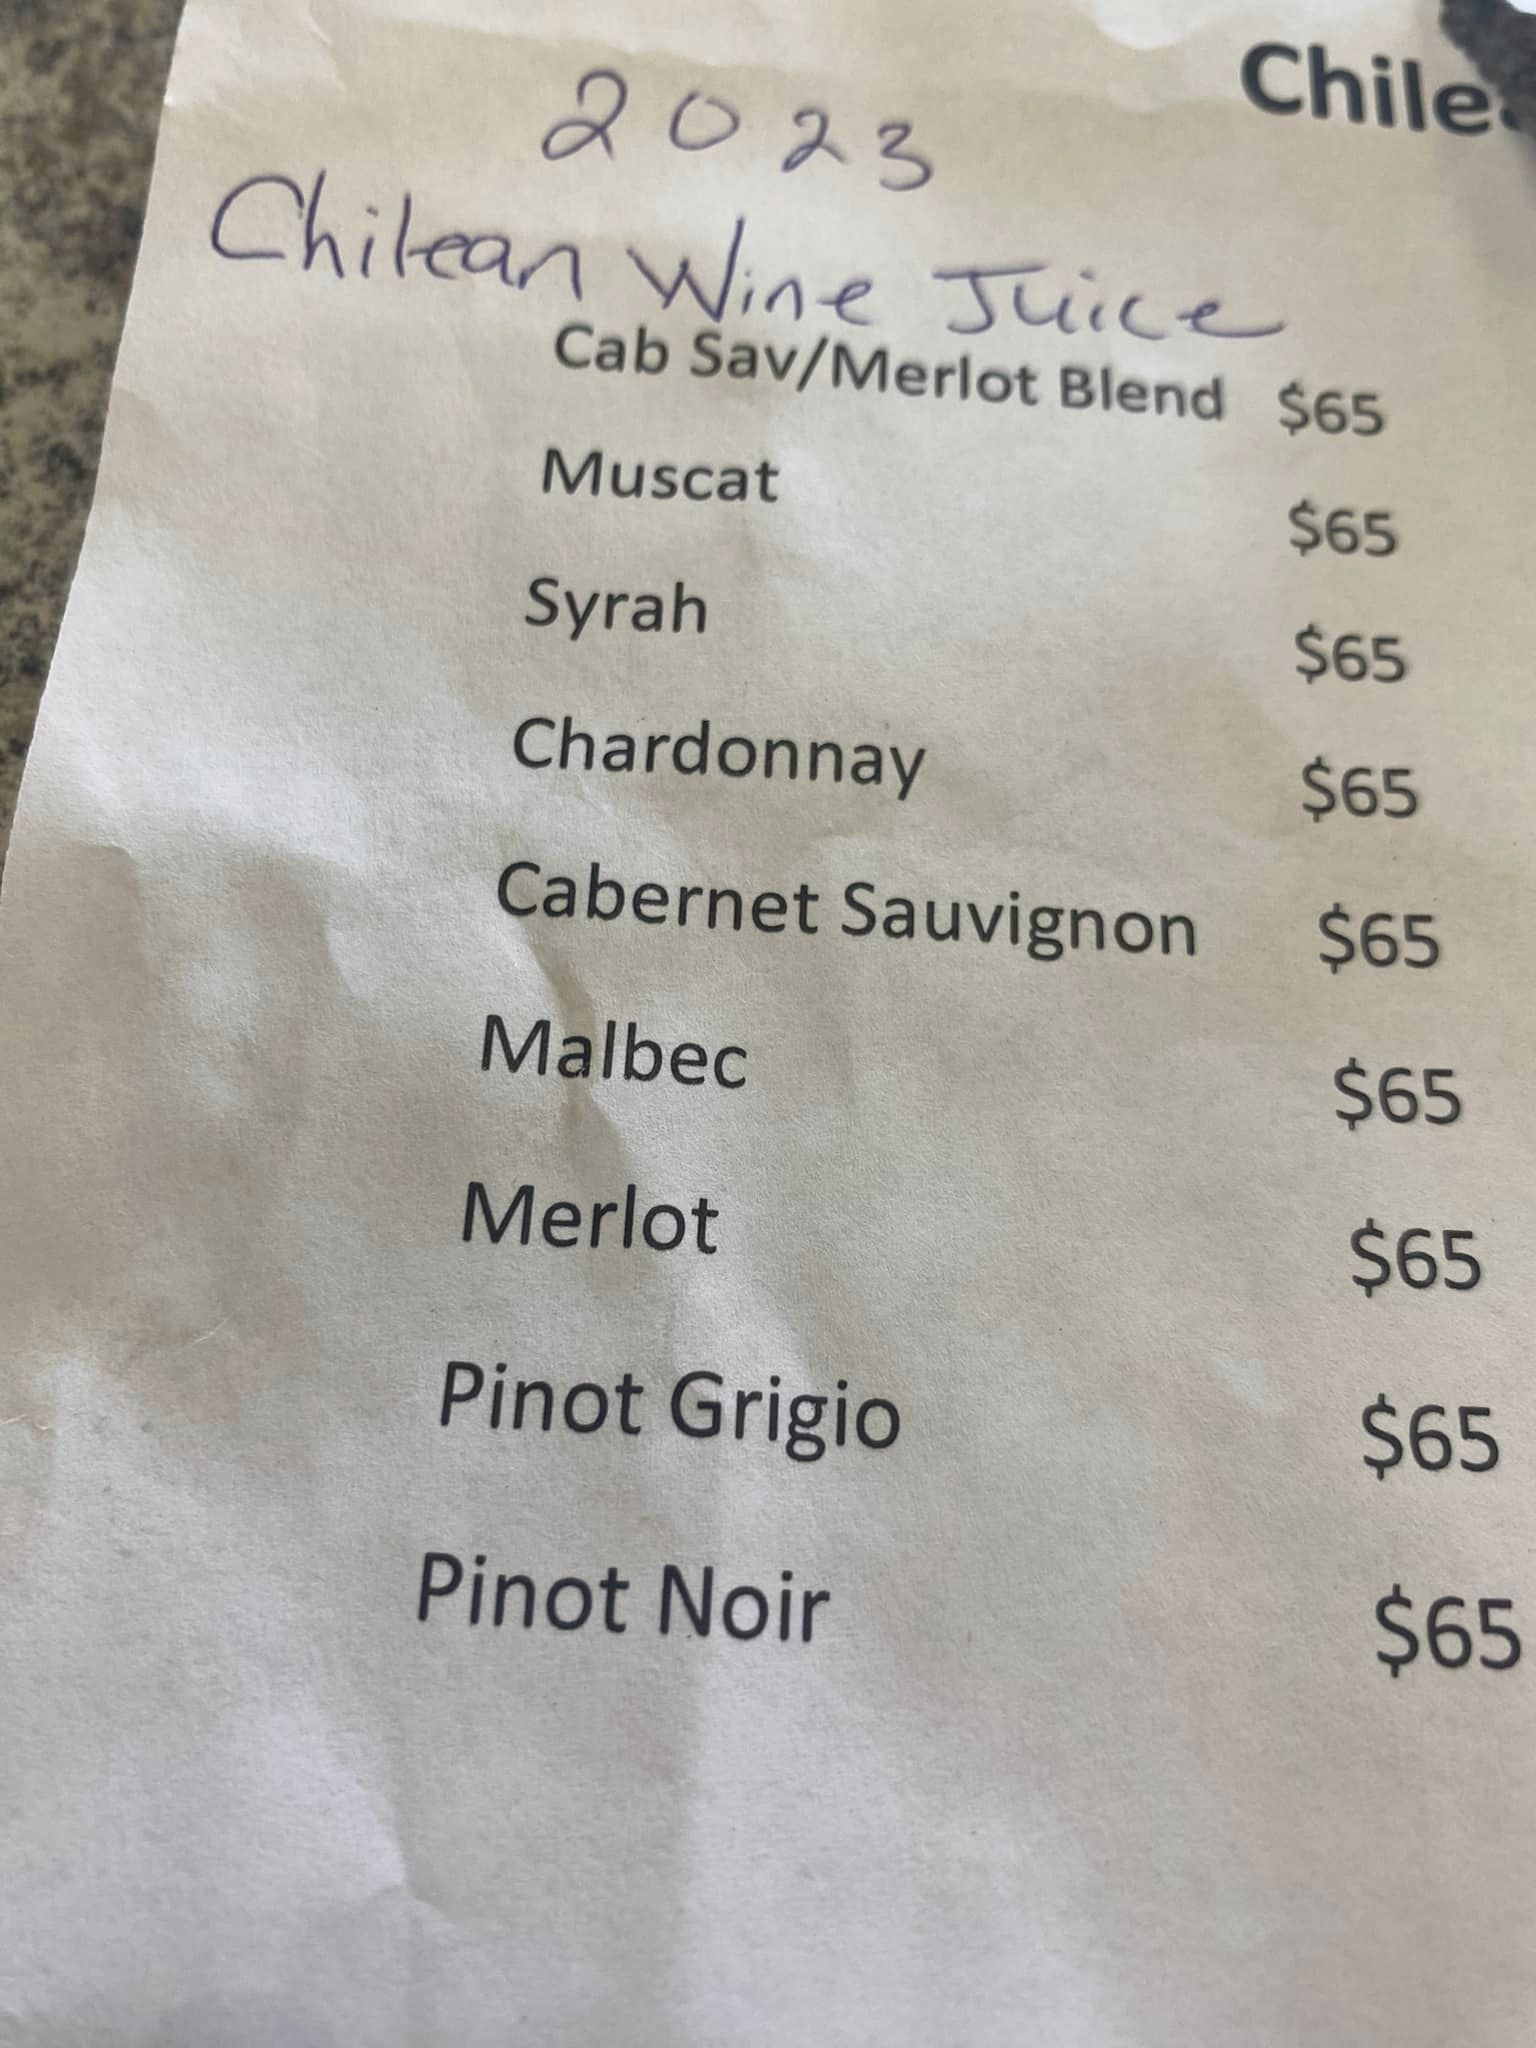 Chile
2023
Chilean Wine Juice
Cab Sav/Merlot Blend $65
Muscat $65
Syrah $65
Chardonnay $65
Cabernet Sauvignon $65
Malbec $65
Merlot $65
Pinot Grigio $65
Pinot Noir $65